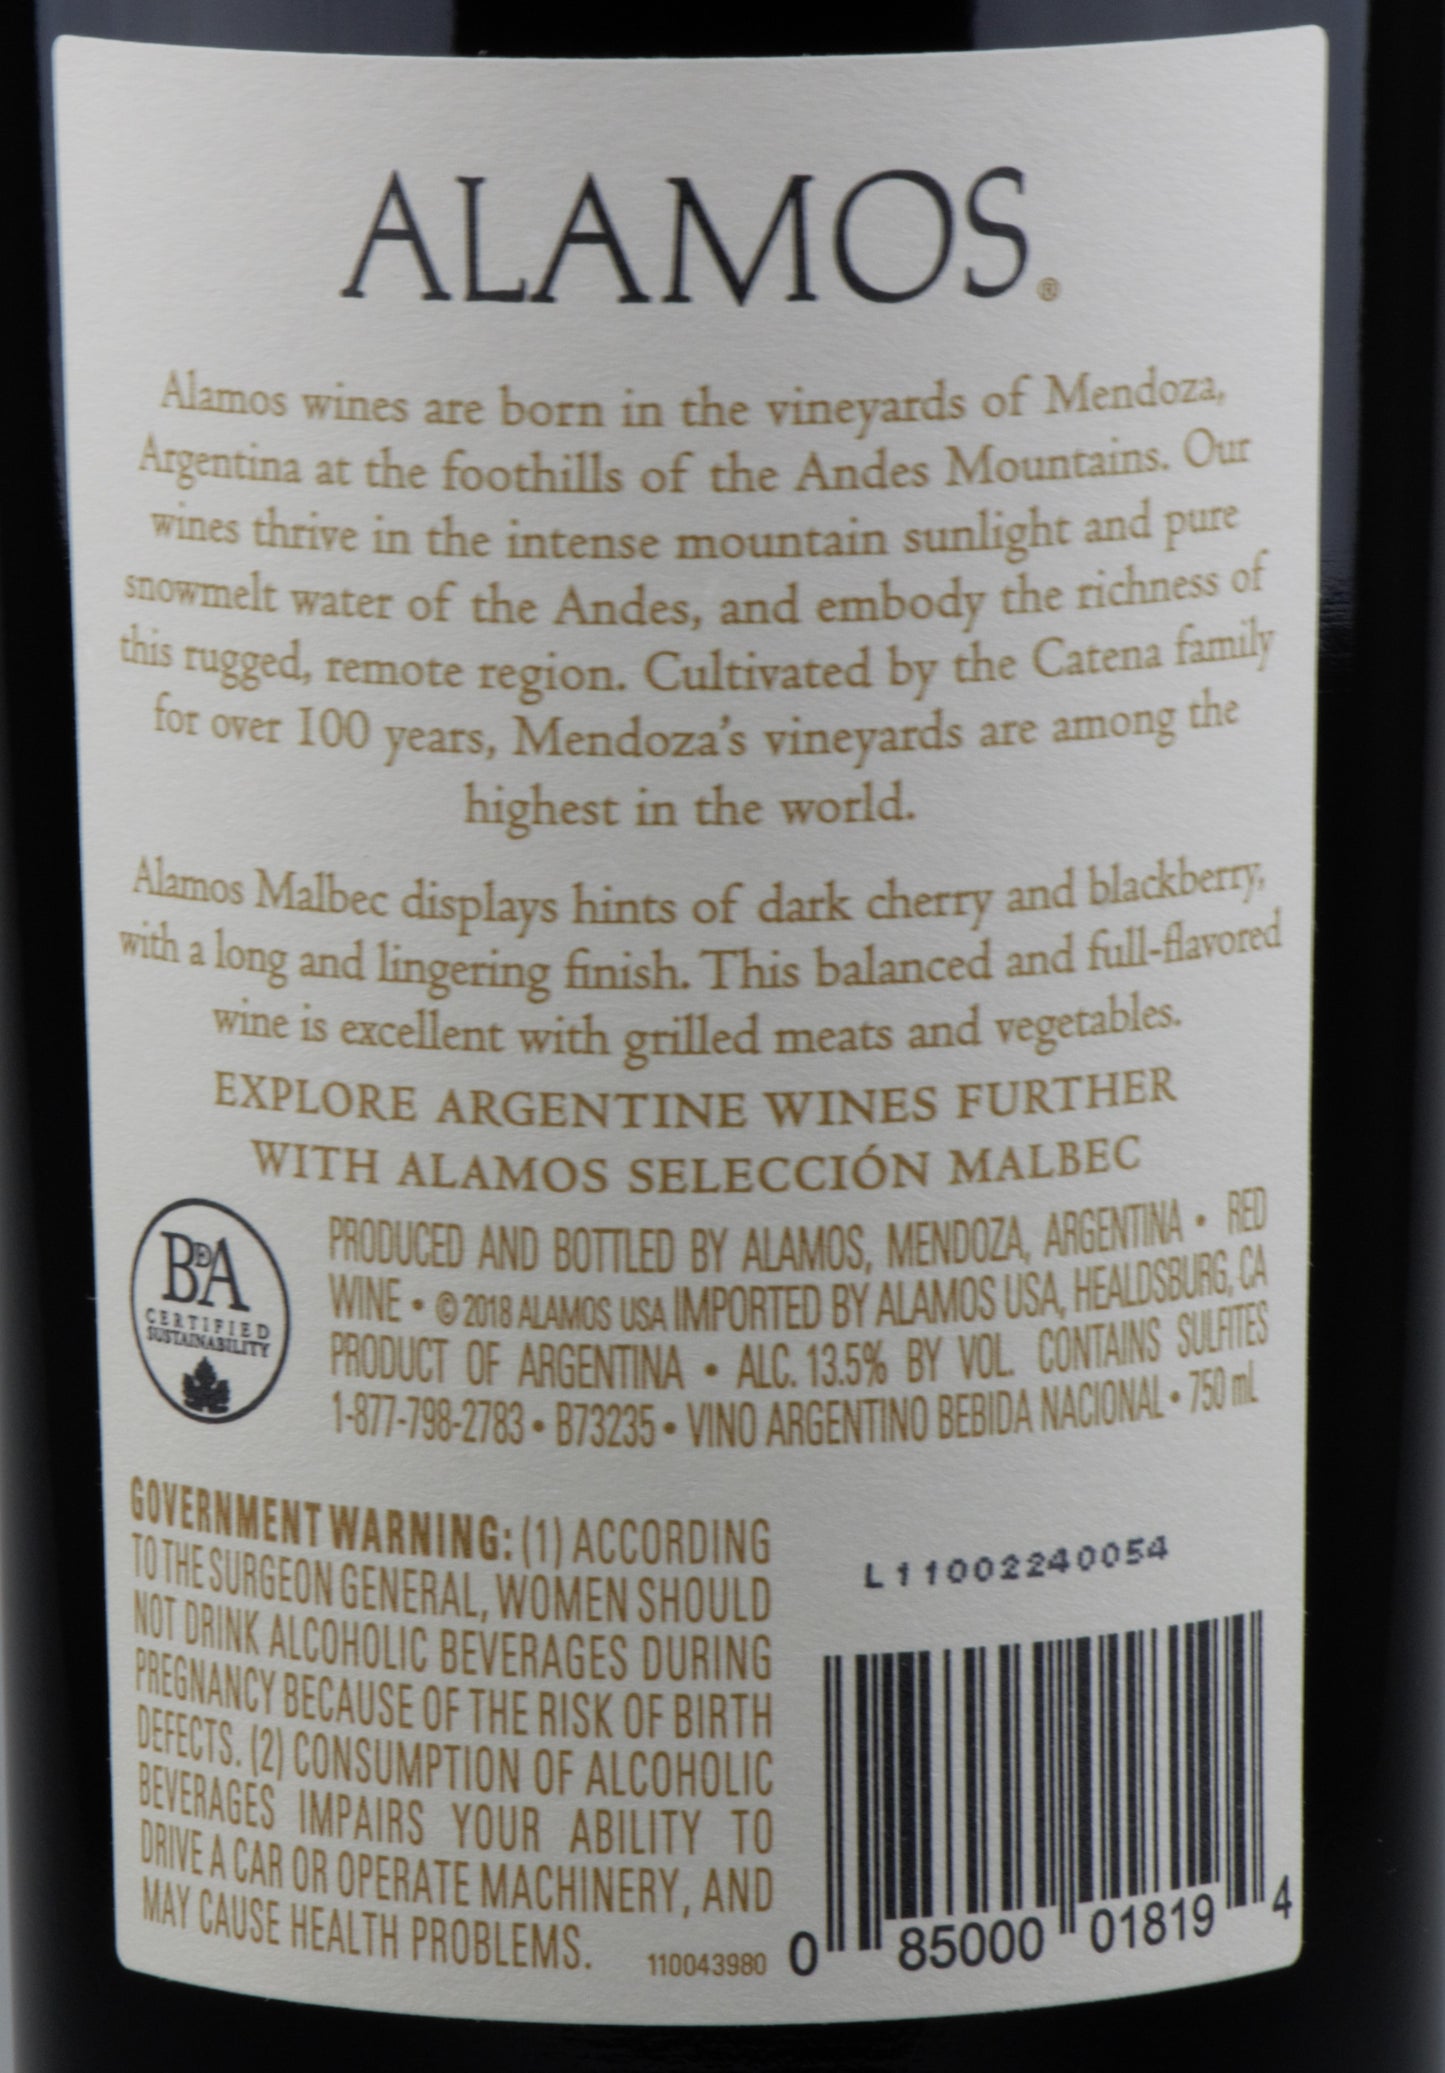 ALAMOS®
Alamos wines are born in the vineyards of Mendoza,
Argentina at the foothills of the Andes Mountains. Our
wines thrive in the intense mountain sunlight and pure
snowmelt water of the Andes, and embody the richness of
this rugged, remote region. Cultivated by the Catena family
for over 100 years, Mendoza's vineyards are among the
highest in the world.
Alamos Malbec displays hints of dark cherry and blackberry,
with a long and lingering finish. This balanced and full-flavored
wine is excellent with grilled meats and vegetables.
EXPLORE ARGENTINE WINES FURTHER
WITH ALAMOS SELECCIÓN MALBEC
BDEA
CERTIFIED
SUSTAINABILITY
PRODUCED AND BOTTLED BY ALAMOS, MENDOZA, ARGENTINA • RED
WINE • © 2018 ALAMOS USA IMPORTED BY ALAMOS USA, HEALDSBURG, CA
PRODUCT OF ARGENTINA • ALC. 13.5% BY VOL. CONTAINS SULFITES
1-877-798-2783 • B73235 • VINO ARGENTINO BEBIDA NACIONAL • 750 mL
GOVERNMENT WARNING: (1) ACCORDING
TO THE SURGEON GENERAL, WOMEN SHOULD
NOT DRINK ALCOHOLIC BEVERAGES DURING
PREGNANCY BECAUSE OF THE RISK OF BIRTH
DEFECTS. (2) CONSUMPTION OF ALCOHOLIC
BEVERAGES IMPAIRS YOUR ABILITY TO
DRIVE A CAR OR OPERATE MACHINERY, AND
MAY CAUSE HEALTH PROBLEMS.
110043980
L11002240054
0 85000 01819 4